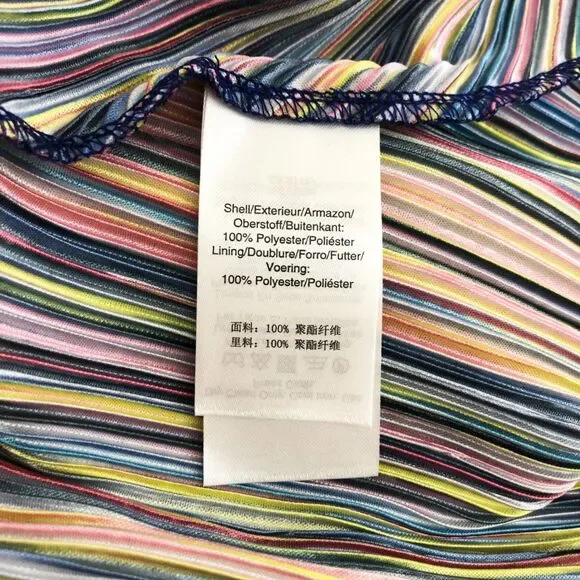 Shell/Exterieur/Armazon/
Oberstoff/Buitenkant:
100% Polyester/Poliéster
Lining/Doublure/Forro/Futter/
Voering:
100% Polyester/Poliéster
面料：100% 聚酯纤维
里料：100% 聚酯纤维